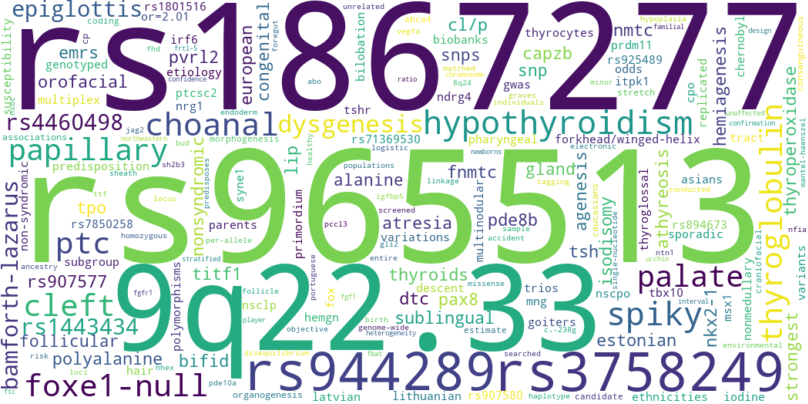 susceptibility
epiglottis
coding
ep
rs1801516
or=2.01
unrelated
biobanks
abca4
vegfa
familial
hypoplasia
design
consanguineous
rs1867277
genotyped
emrs
irf6
pvrl2
etiology
european
congenital
bilobation
cl/p
thyrocytes
nmtc
prdm11
chernobyl
orofacial
snps
snp
capzb
rs925489
odds
itpk1
cpo
replicated
multiplex
ptcsc2
nrg1
frtl-5
fhd
confidence
abo
ratio
matched
chromosome
8q24
graves
individuals
gwas
ndrg4
minor
stretch
hemiagenesis
unaffected
confirmation
tract
rs4460498
choanal
dysgenesis
hypothyroidism
tshr
endoderm
jag2
pharyngeal
forkhead/winged-helix
thyroperoxidase
mantel-haenszel
associations
northeastern
bud
morphogenesis
rs71369530
electronic
papillary
predisposition
sh2b3
nonsyndromic
lip
predisposes
syne1
healthy
logistic
populations
newborns
alanine
linkage
fnmtc
gland
agenesis
athyreosis
asians
conducted
thyroglobulin
rs965513
ptc
tpo
sheath
ttf
locus
non-syndromic
rs7850258
homozygous
parents
primordium
igfbp5
tagging
screened
atresia
variations
multinodular
pde8b
caucasians
thyroglossal
rs894673
sporadic
bamforth-lazarus
subgroup
pcc13
accident
sample
tsh
isodisomy
single-nucleotide
ntn1
urchin
nfia
craniofacial
variants
ancestry
titf1
per-allele
stratified
entire
glis
portuguese
thyroids
descent
trios
palate
9q22.33
rs907577
fgfr1
polymorphisms
follicle
fox
dtc
pax8
mng
nscpo
tbx10
nonmedullary
cleft
nsclp
hemgn
fgf1
sublingual
goiters
spiky
nkx2-1
msx1
rs1443434
player
birth
estimate
c.-238g
missense
interval
follicular
objective
genome-wide
estonian
strongest
risk
polyalanine
bifid
disequilibrium
heterogeneity
fbat
searched
environmental
foxe1-null
hair
loci
hhex
pde10a
rs944289
rs3758249
ftc
organogenesis
latvian
lithuanian
rs907580
haplotype
candidate
ethnicities
iodine
foregut